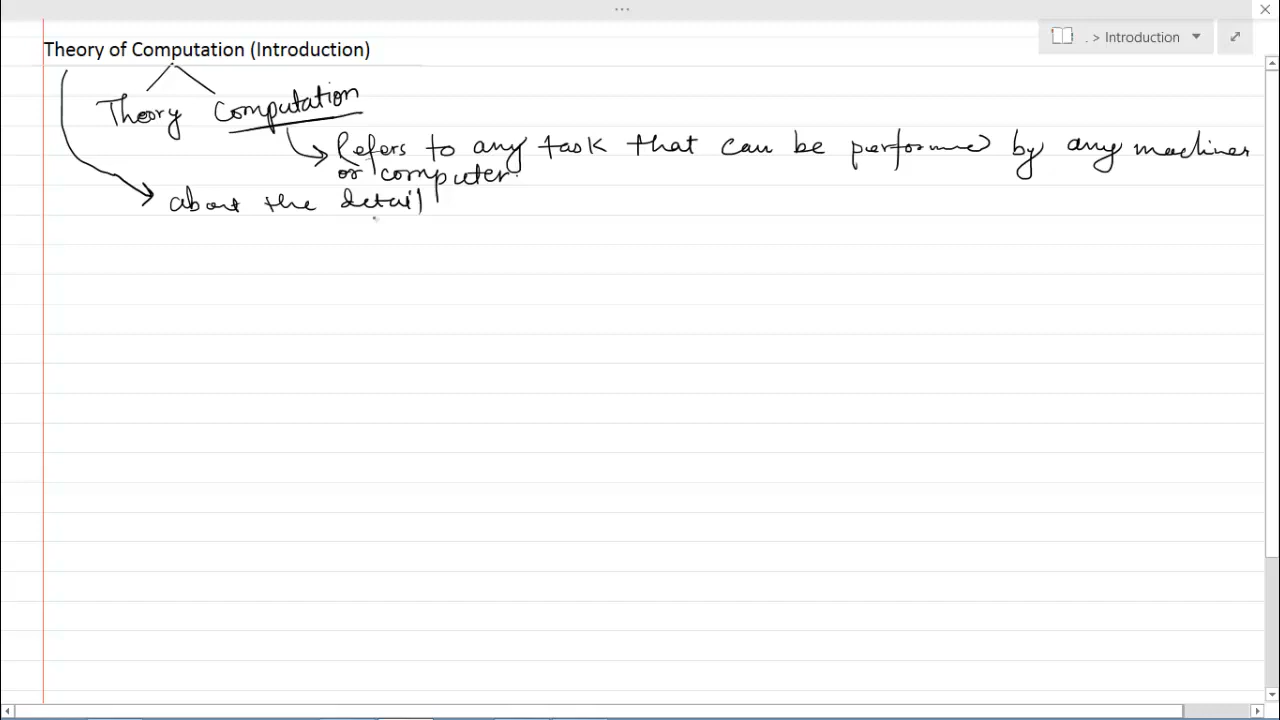 . > Introduction
Theory of Computation (Introduction)
Theory Computation
Refers to any task that can be performed by any machiner
or computer.
about the detail